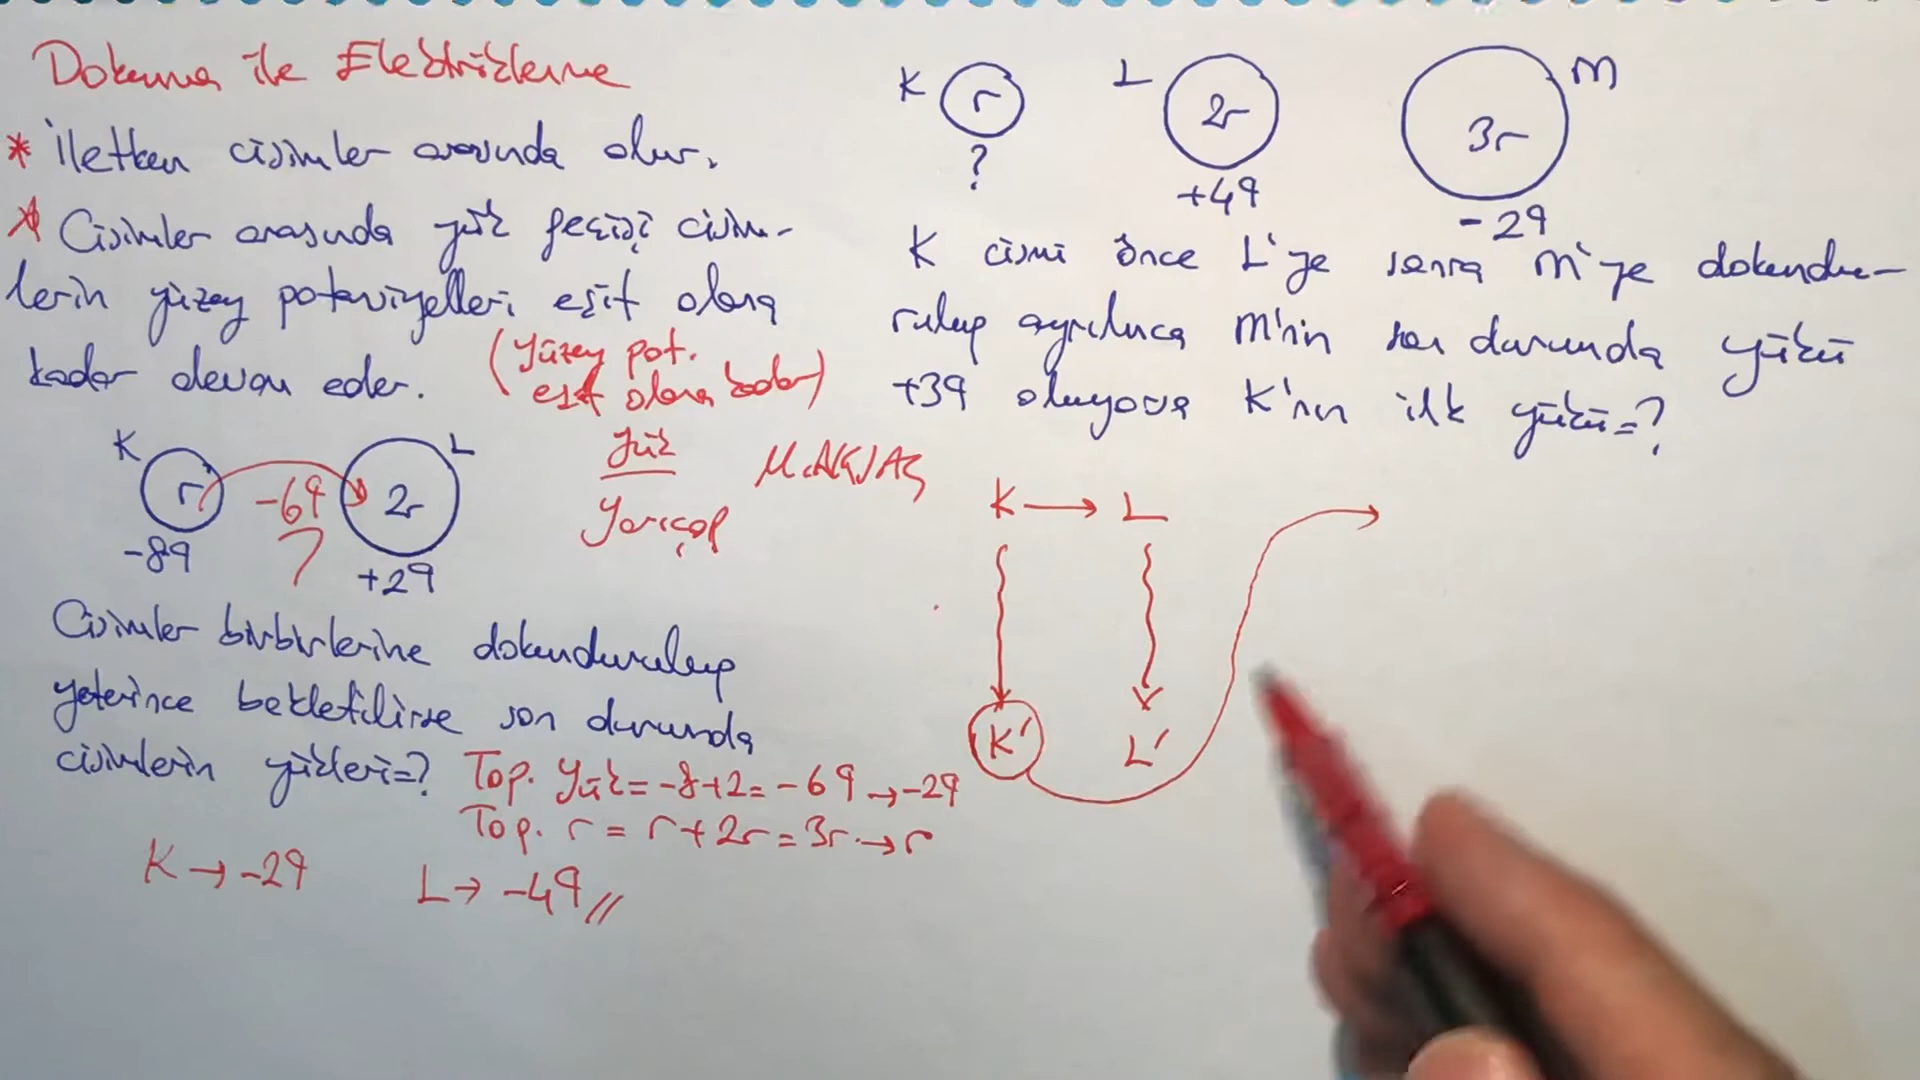 Dokunma ile Elektriklenme
* İletken cisimler arasında olur.
* Cisimler arasında yük geçişi cisim-
lerin yüzey potansiyelleri eşit olana
kadar devam eder. (Yüzey pot.
eşit olana kadar)
K r -6q 2r L
-8q ? +2q
Yük
Yarıçap
M.AKVAŞ
Cisimler birbirlerine dokundurulup
yeterince bekletilirse son durumda
cisimlerin yükleri=?
Top. Yük = -8+2 = -6q → -2q
Top. r = r + 2r = 3r → r
K → -2q L → -4q //
K r L 2r 3r M
? +4q -2q
K cismi önce L'ye sonra M'ye dokundu-
rulup ayrılınca M'nin son durumda yükü
+3q oluyorsa K'nın ilk yükü=?
K → L
K' L'